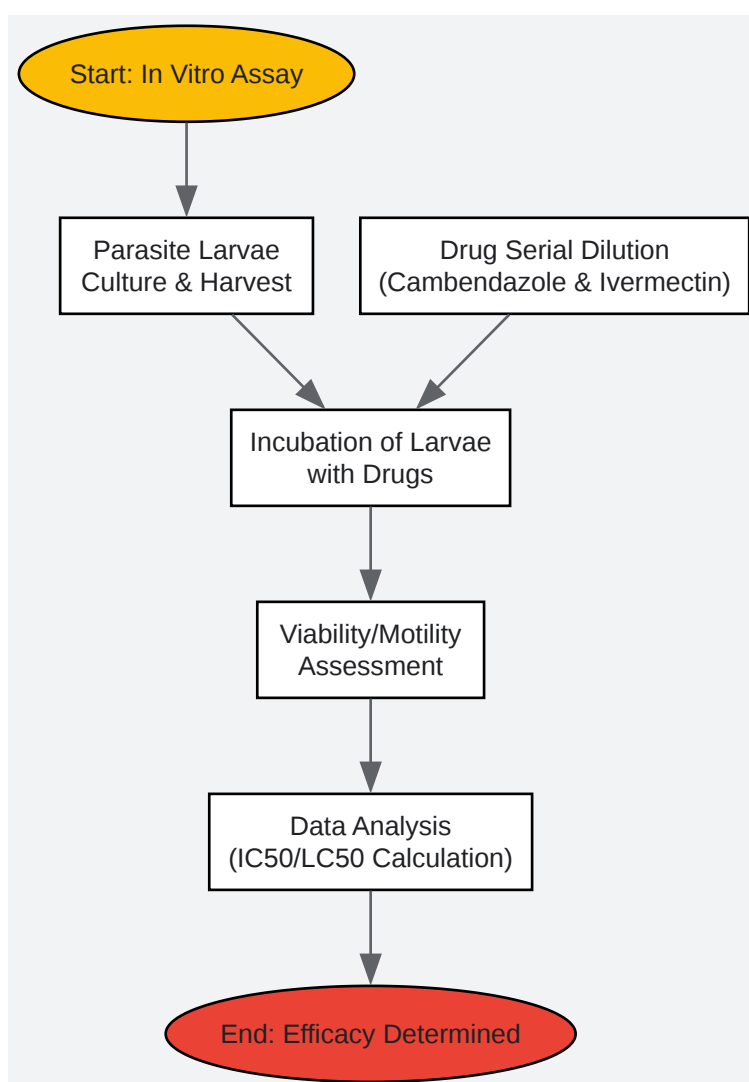 Start: In Vitro Assay
Parasite Larvae
Culture & Harvest
Drug Serial Dilution
(Cambendazole & Ivermectin)
Incubation of Larvae
with Drugs
Viability/Motility
Assessment
Data Analysis
(IC50/LC50 Calculation)
End: Efficacy Determined